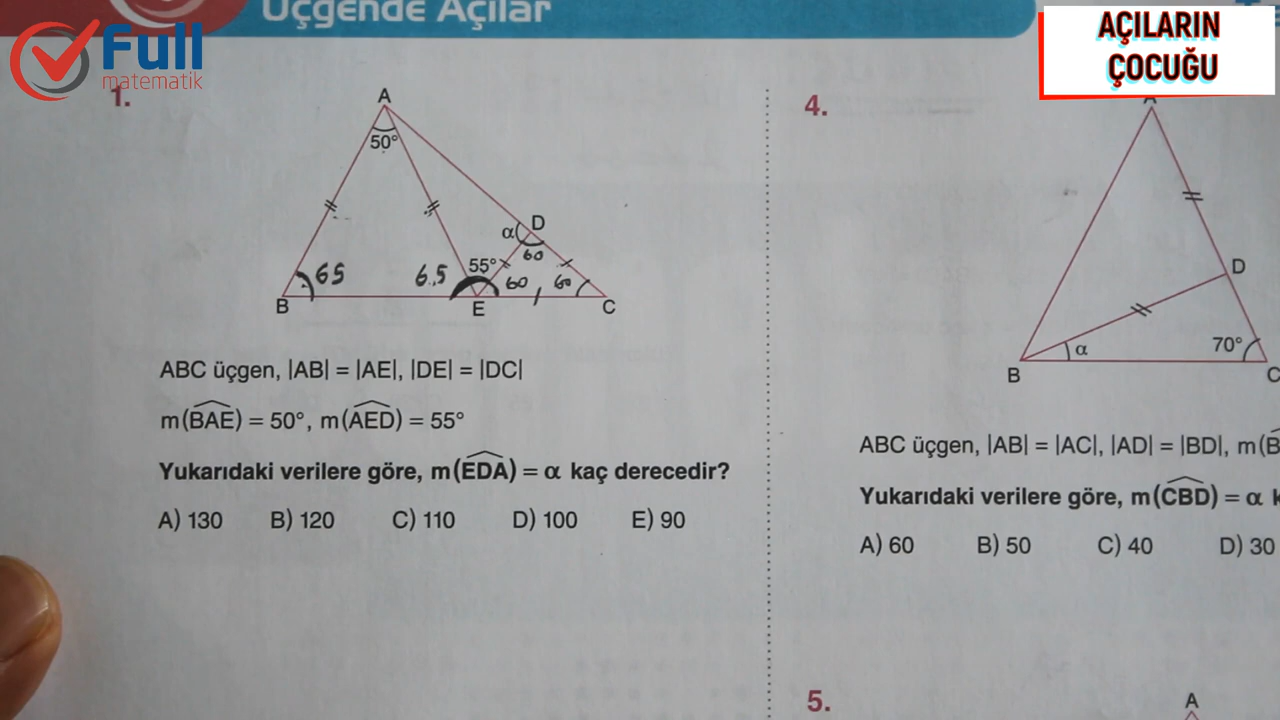 Üçgende Açılar
Full
matematik
AÇILARIN
ÇOCUĞU
1.
A
50°
D
α
60
55°
65
6.5
60
60
B
E
C
ABC üçgen, |AB| = |AE|, |DE| = |DC|
m(BAE) = 50°, m(AED) = 55°
Yukarıdaki verilere göre, m(EDA) = α kaç derecedir?
A) 130 B) 120 C) 110 D) 100 E) 90
4.
A
D
70°
α
B
C
ABC üçgen, |AB| = |AC|, |AD| = |BD|, m(B
Yukarıdaki verilere göre, m(CBD) = α k
A) 60 B) 50 C) 40 D) 30
5.
A